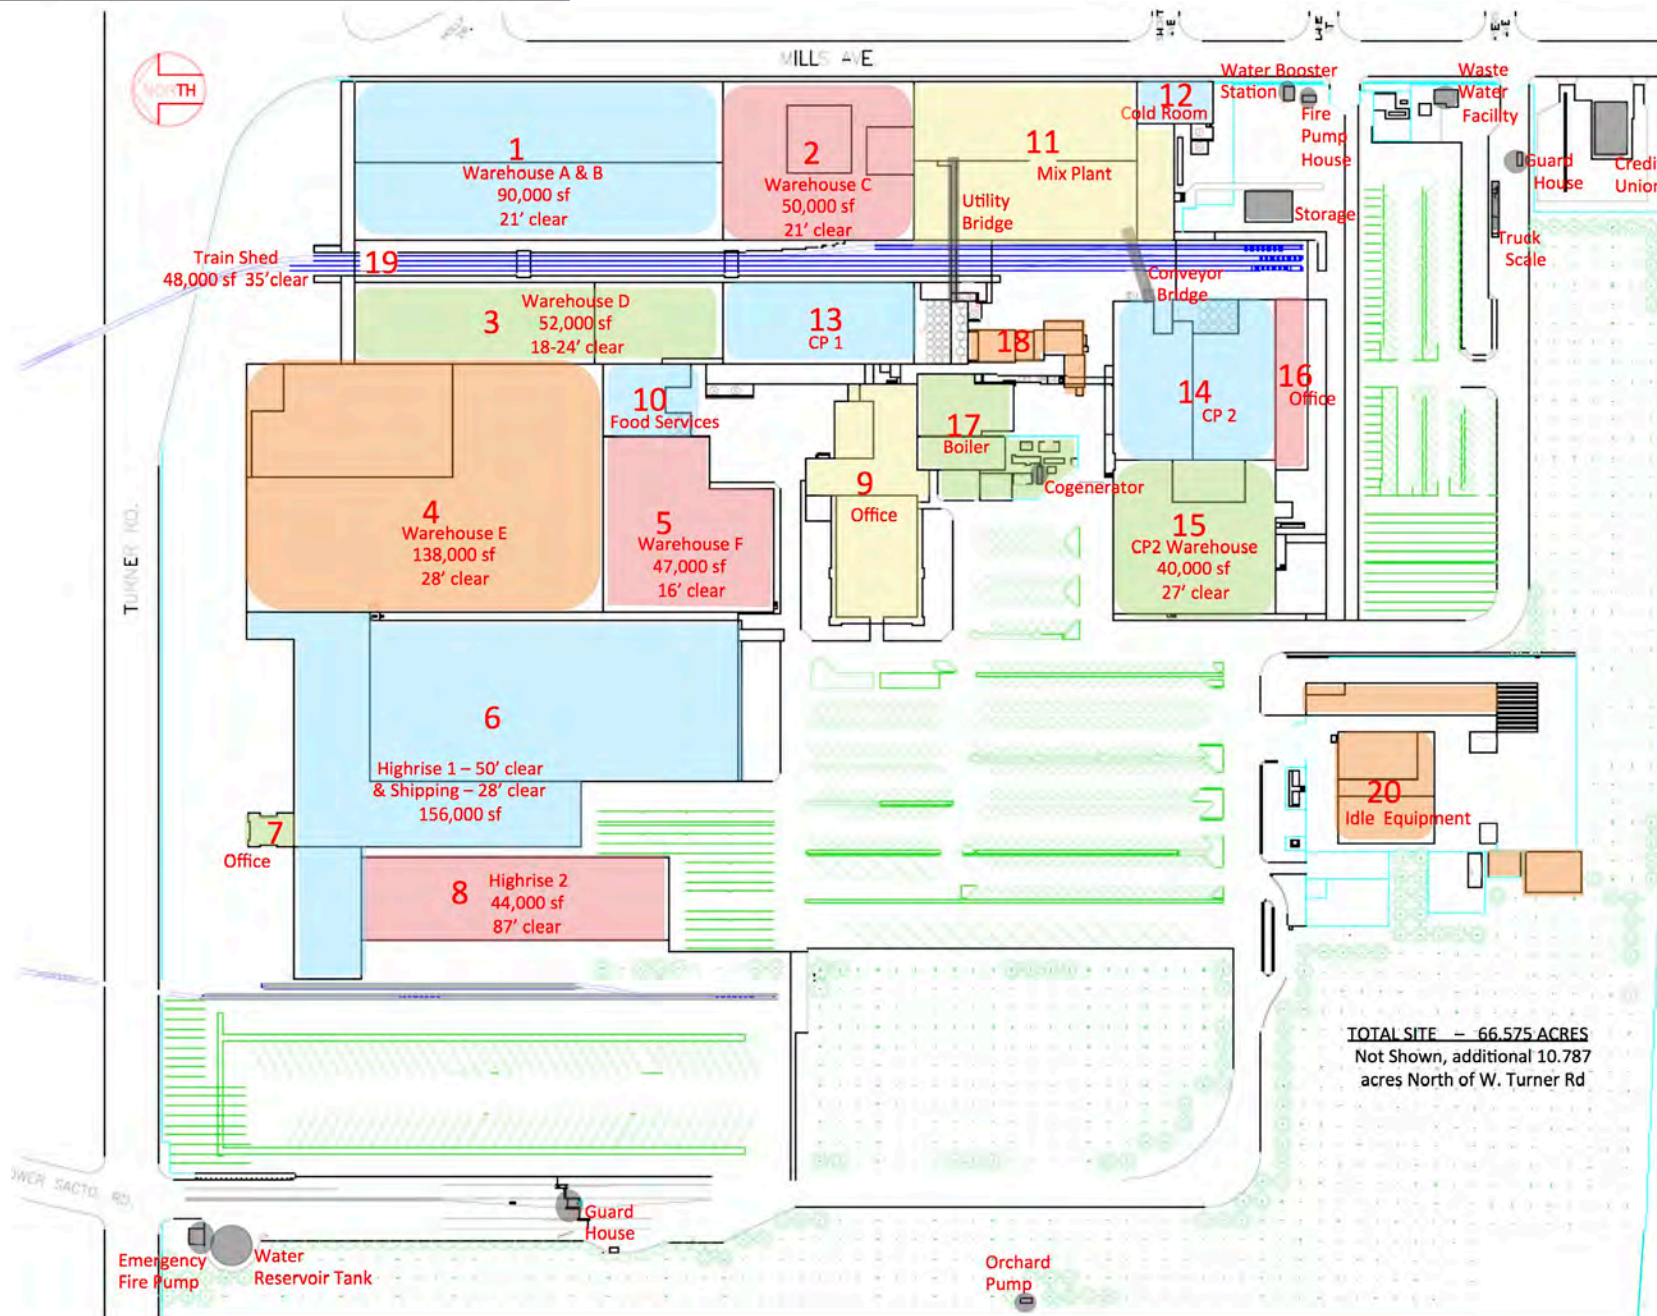 MILLS AVE
NORTH
TURNER RD.
1
Warehouse A & B
90,000 sf
21’ clear
2
Warehouse C
50,000 sf
21’ clear
11
Mix Plant
12
Cold Room
Water Booster
Station
Fire
Pump
House
Waste
Water
Facility
Guard
House
Credit
Union
Utility
Bridge
Storage
Truck
Scale
Train Shed
48,000 sf 35’clear
19
Conveyor
Bridge
3
Warehouse D
52,000 sf
18-24’ clear
13
CP 1
18
14
CP 2
16
Office
10
Food Services
17
Boiler
Cogenerator
9
Office
4
Warehouse E
138,000 sf
28’ clear
5
Warehouse F
47,000 sf
16’ clear
15
CP2 Warehouse
40,000 sf
27’ clear
6
Highrise 1 – 50’ clear
& Shipping – 28’ clear
156,000 sf
7
Office
8
Highrise 2
44,000 sf
87’ clear
20
Idle Equipment
TOTAL SITE – 66.575 ACRES
Not Shown, additional 10.787
acres North of W. Turner Rd
OWER SACTO. RD.
Guard
House
Emergency
Fire Pump
Water
Reservoir Tank
Orchard
Pump